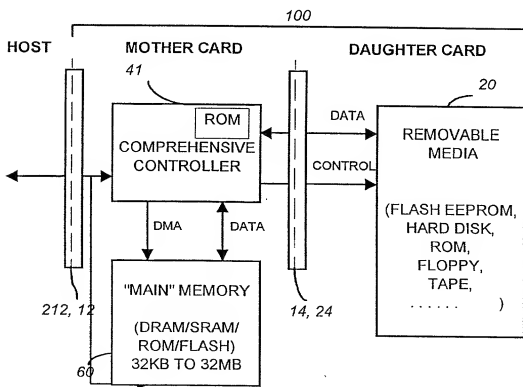 100
HOST
MOTHER CARD
DAUGHTER CARD
41
20
ROM
COMPREHENSIVE
CONTROLLER
DATA
CONTROL
REMOVABLE
MEDIA
(FLASH EEPROM,
HARD DISK,
ROM,
FLOPPY,
TAPE,
. . . . . . )
DMA
DATA
212, 12
14, 24
"MAIN" MEMORY
(DRAM/SRAM/
ROM/FLASH)
32KB TO 32MB
60